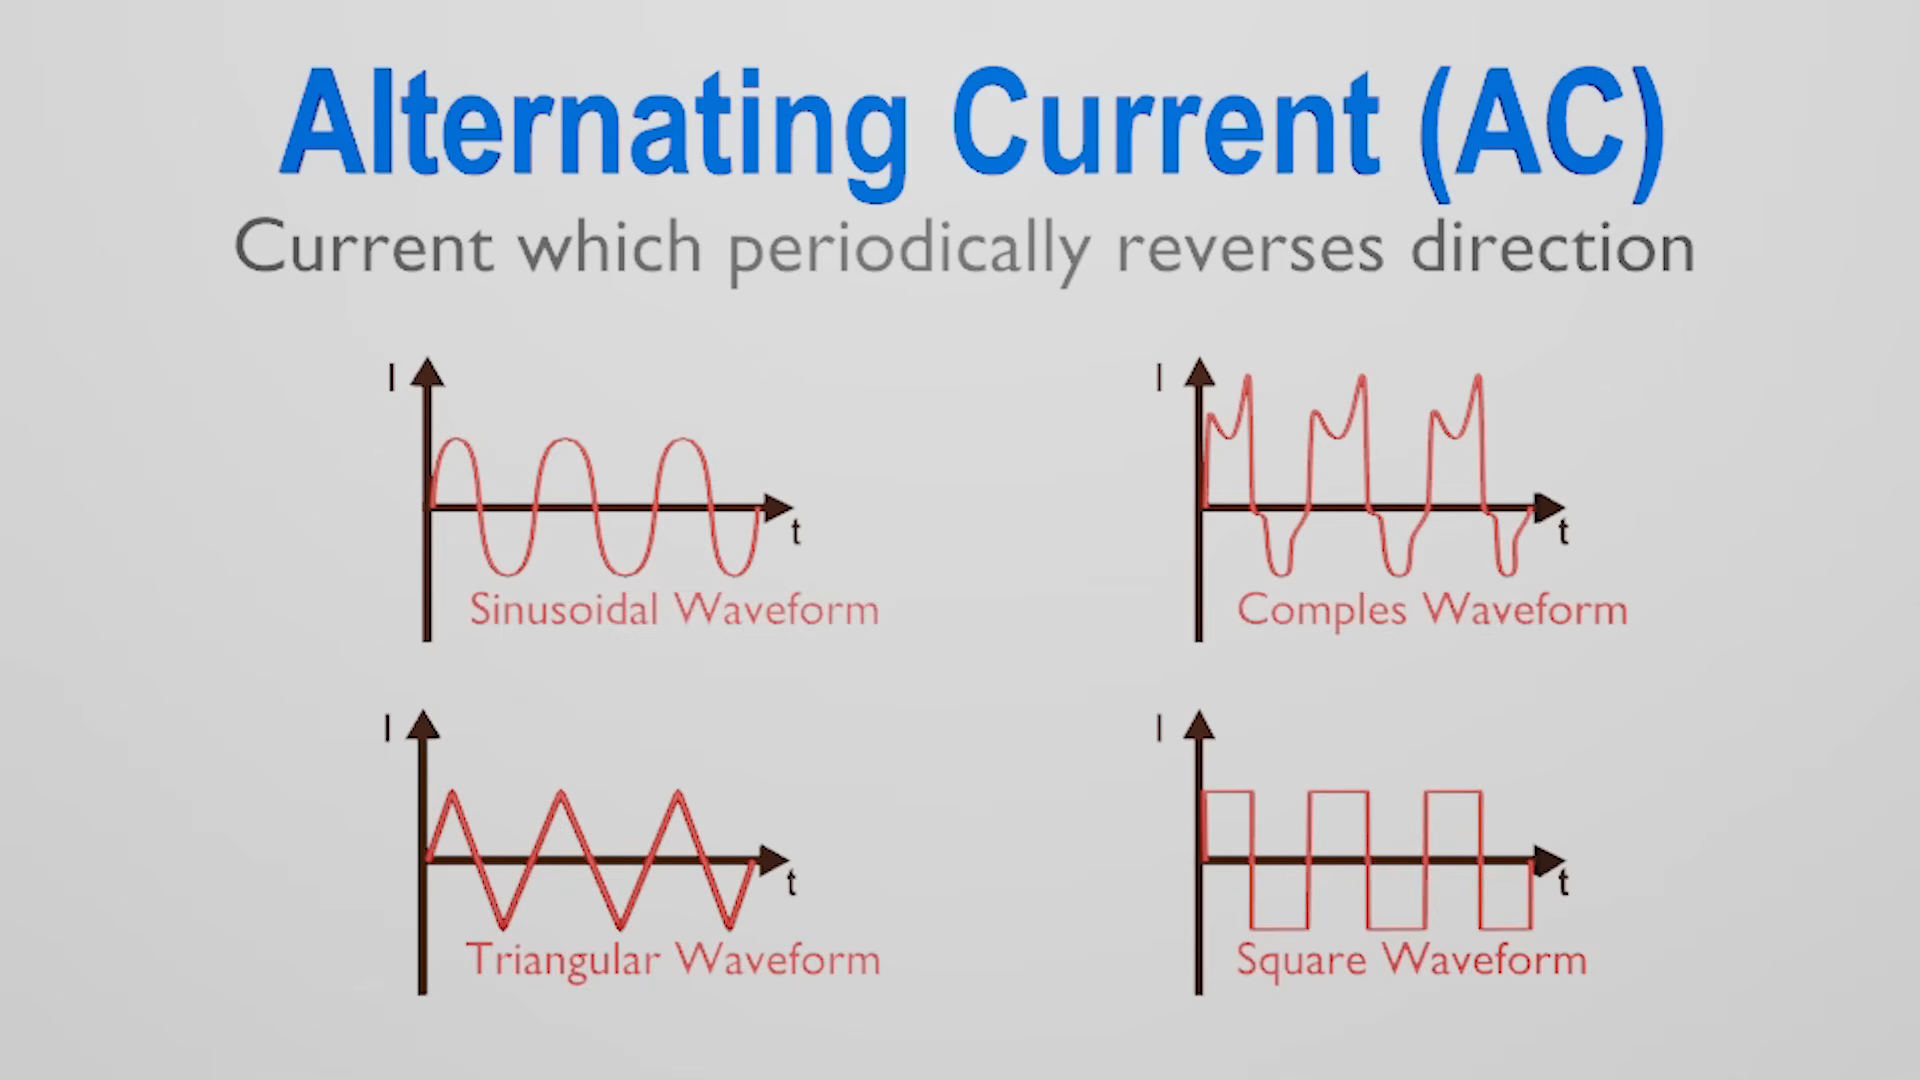 Alternating Current (AC)
Current which periodically reverses direction
I
t
Sinusoidal Waveform
I
t
Comples Waveform
I
t
Triangular Waveform
I
t
Square Waveform